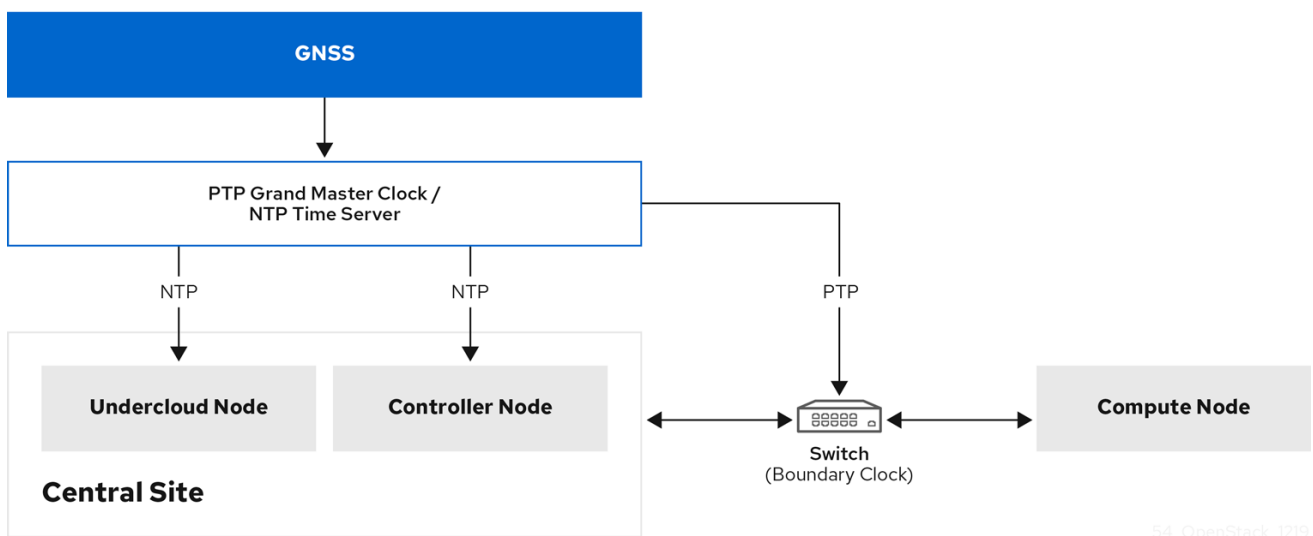 GNSS
PTP Grand Master Clock /
NTP Time Server
NTP
NTP
PTP
Undercloud Node
Controller Node
Compute Node
Switch
(Boundary Clock)
Central Site
54_OpenStack_1219